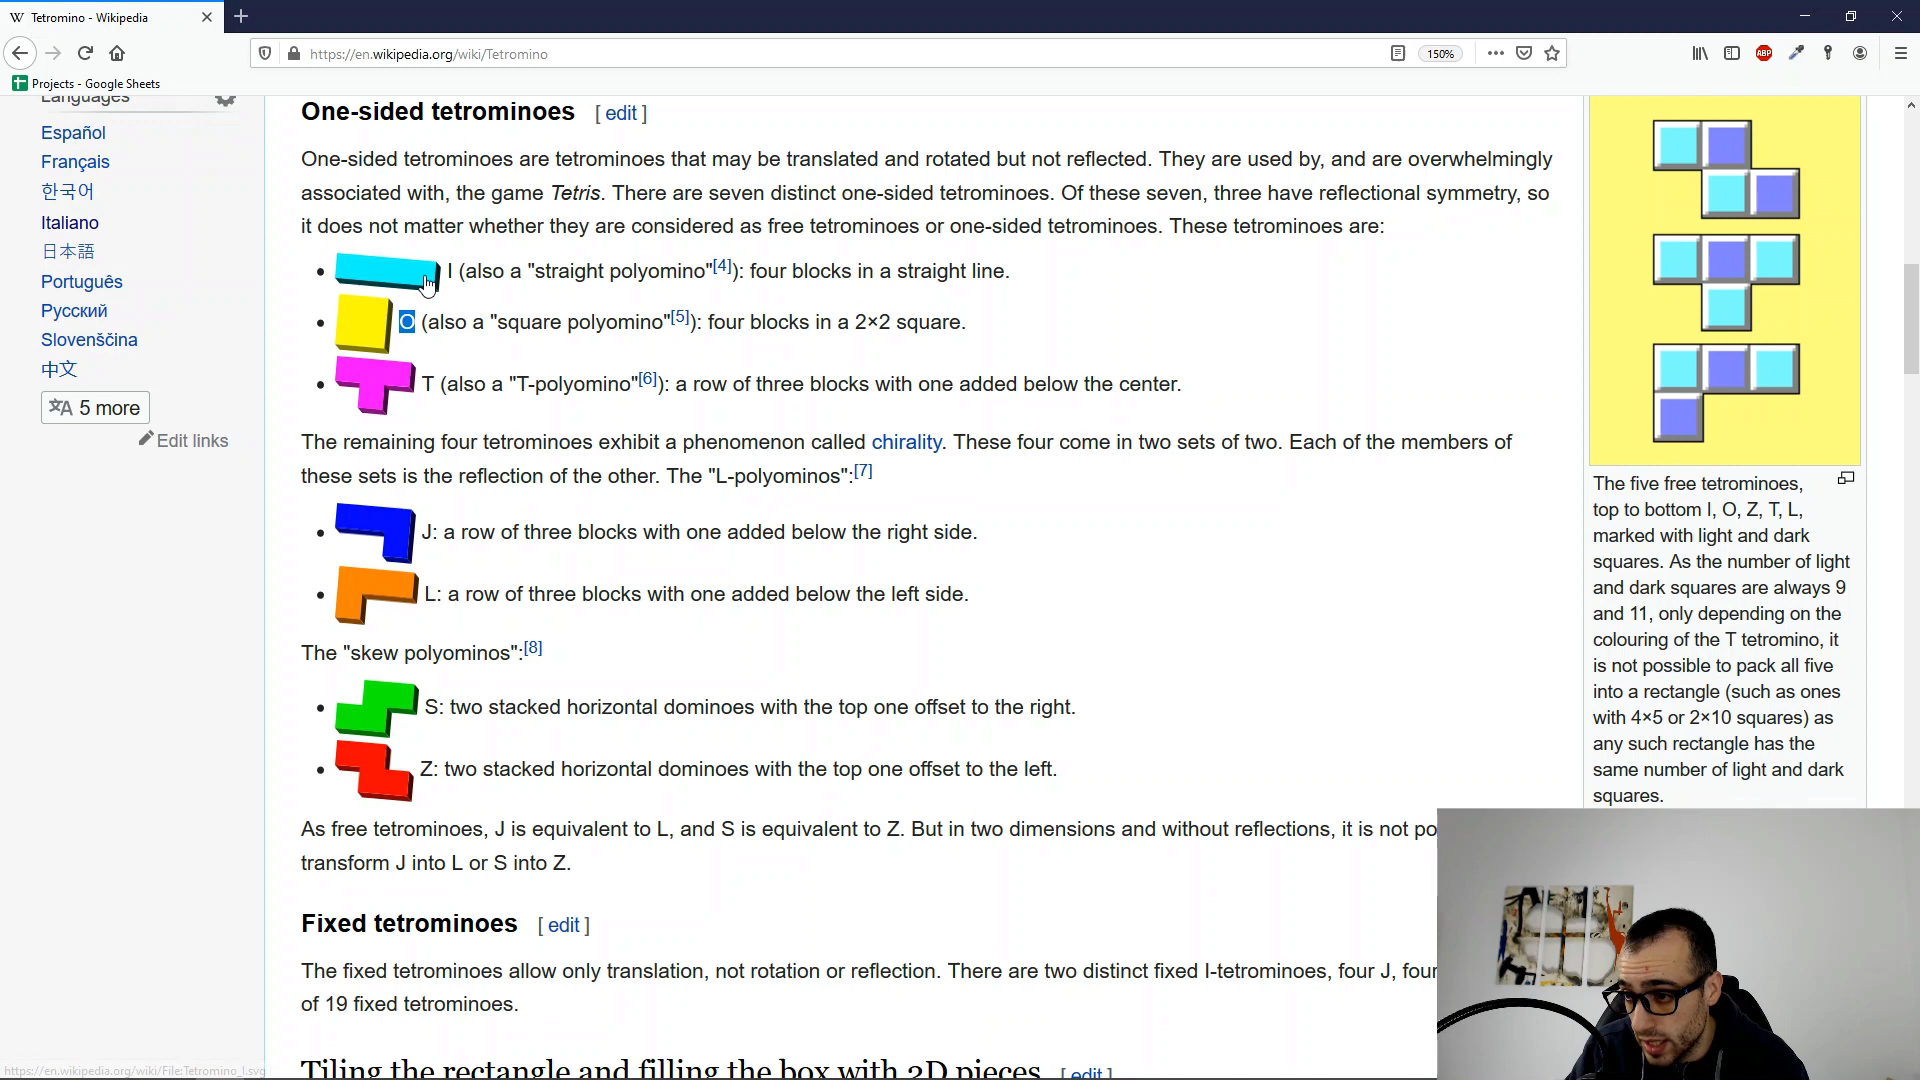 Tetromino - Wikipedia
https://en.wikipedia.org/wiki/Tetromino
150%
ABP
Projects - Google Sheets
Languages
Español
Français
한국어
Italiano
日本語
Português
Русский
Slovenščina
中文
5 more
Edit links
One-sided tetrominoes [ edit ]
One-sided tetrominoes are tetrominoes that may be translated and rotated but not reflected. They are used by, and are overwhelmingly
associated with, the game Tetris. There are seven distinct one-sided tetrominoes. Of these seven, three have reflectional symmetry, so
it does not matter whether they are considered as free tetrominoes or one-sided tetrominoes. These tetrominoes are:
I (also a "straight polyomino"[4]): four blocks in a straight line.
O (also a "square polyomino"[5]): four blocks in a 2×2 square.
T (also a "T-polyomino"[6]): a row of three blocks with one added below the center.
The remaining four tetrominoes exhibit a phenomenon called chirality. These four come in two sets of two. Each of the members of
these sets is the reflection of the other. The "L-polyominos":[7]
J: a row of three blocks with one added below the right side.
L: a row of three blocks with one added below the left side.
The "skew polyominos":[8]
S: two stacked horizontal dominoes with the top one offset to the right.
Z: two stacked horizontal dominoes with the top one offset to the left.
As free tetrominoes, J is equivalent to L, and S is equivalent to Z. But in two dimensions and without reflections, it is not po
transform J into L or S into Z.
Fixed tetrominoes [ edit ]
The fixed tetrominoes allow only translation, not rotation or reflection. There are two distinct fixed I-tetrominoes, four J, four
of 19 fixed tetrominoes.
Tiling the rectangle and filling the box with 2D pieces [ edit ]
The five free tetrominoes,
top to bottom I, O, Z, T, L,
marked with light and dark
squares. As the number of light
and dark squares are always 9
and 11, only depending on the
colouring of the T tetromino, it
is not possible to pack all five
into a rectangle (such as ones
with 4×5 or 2×10 squares) as
any such rectangle has the
same number of light and dark
squares.
https://en.wikipedia.org/wiki/File:Tetromino_I.svg